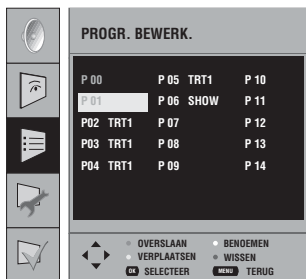 PROGR. BEWERK.
P 00 P 05 TRT1 P 10
P 01 P 06 SHOW P 11
P02 TRT1 P 07 P 12
P03 TRT1 P 08 P 13
P04 TRT1 P 09 P 14
OVERSLAAN BENOEMEN
VERPLAATSEN WISSEN
OK SELECTEER MENU TERUG